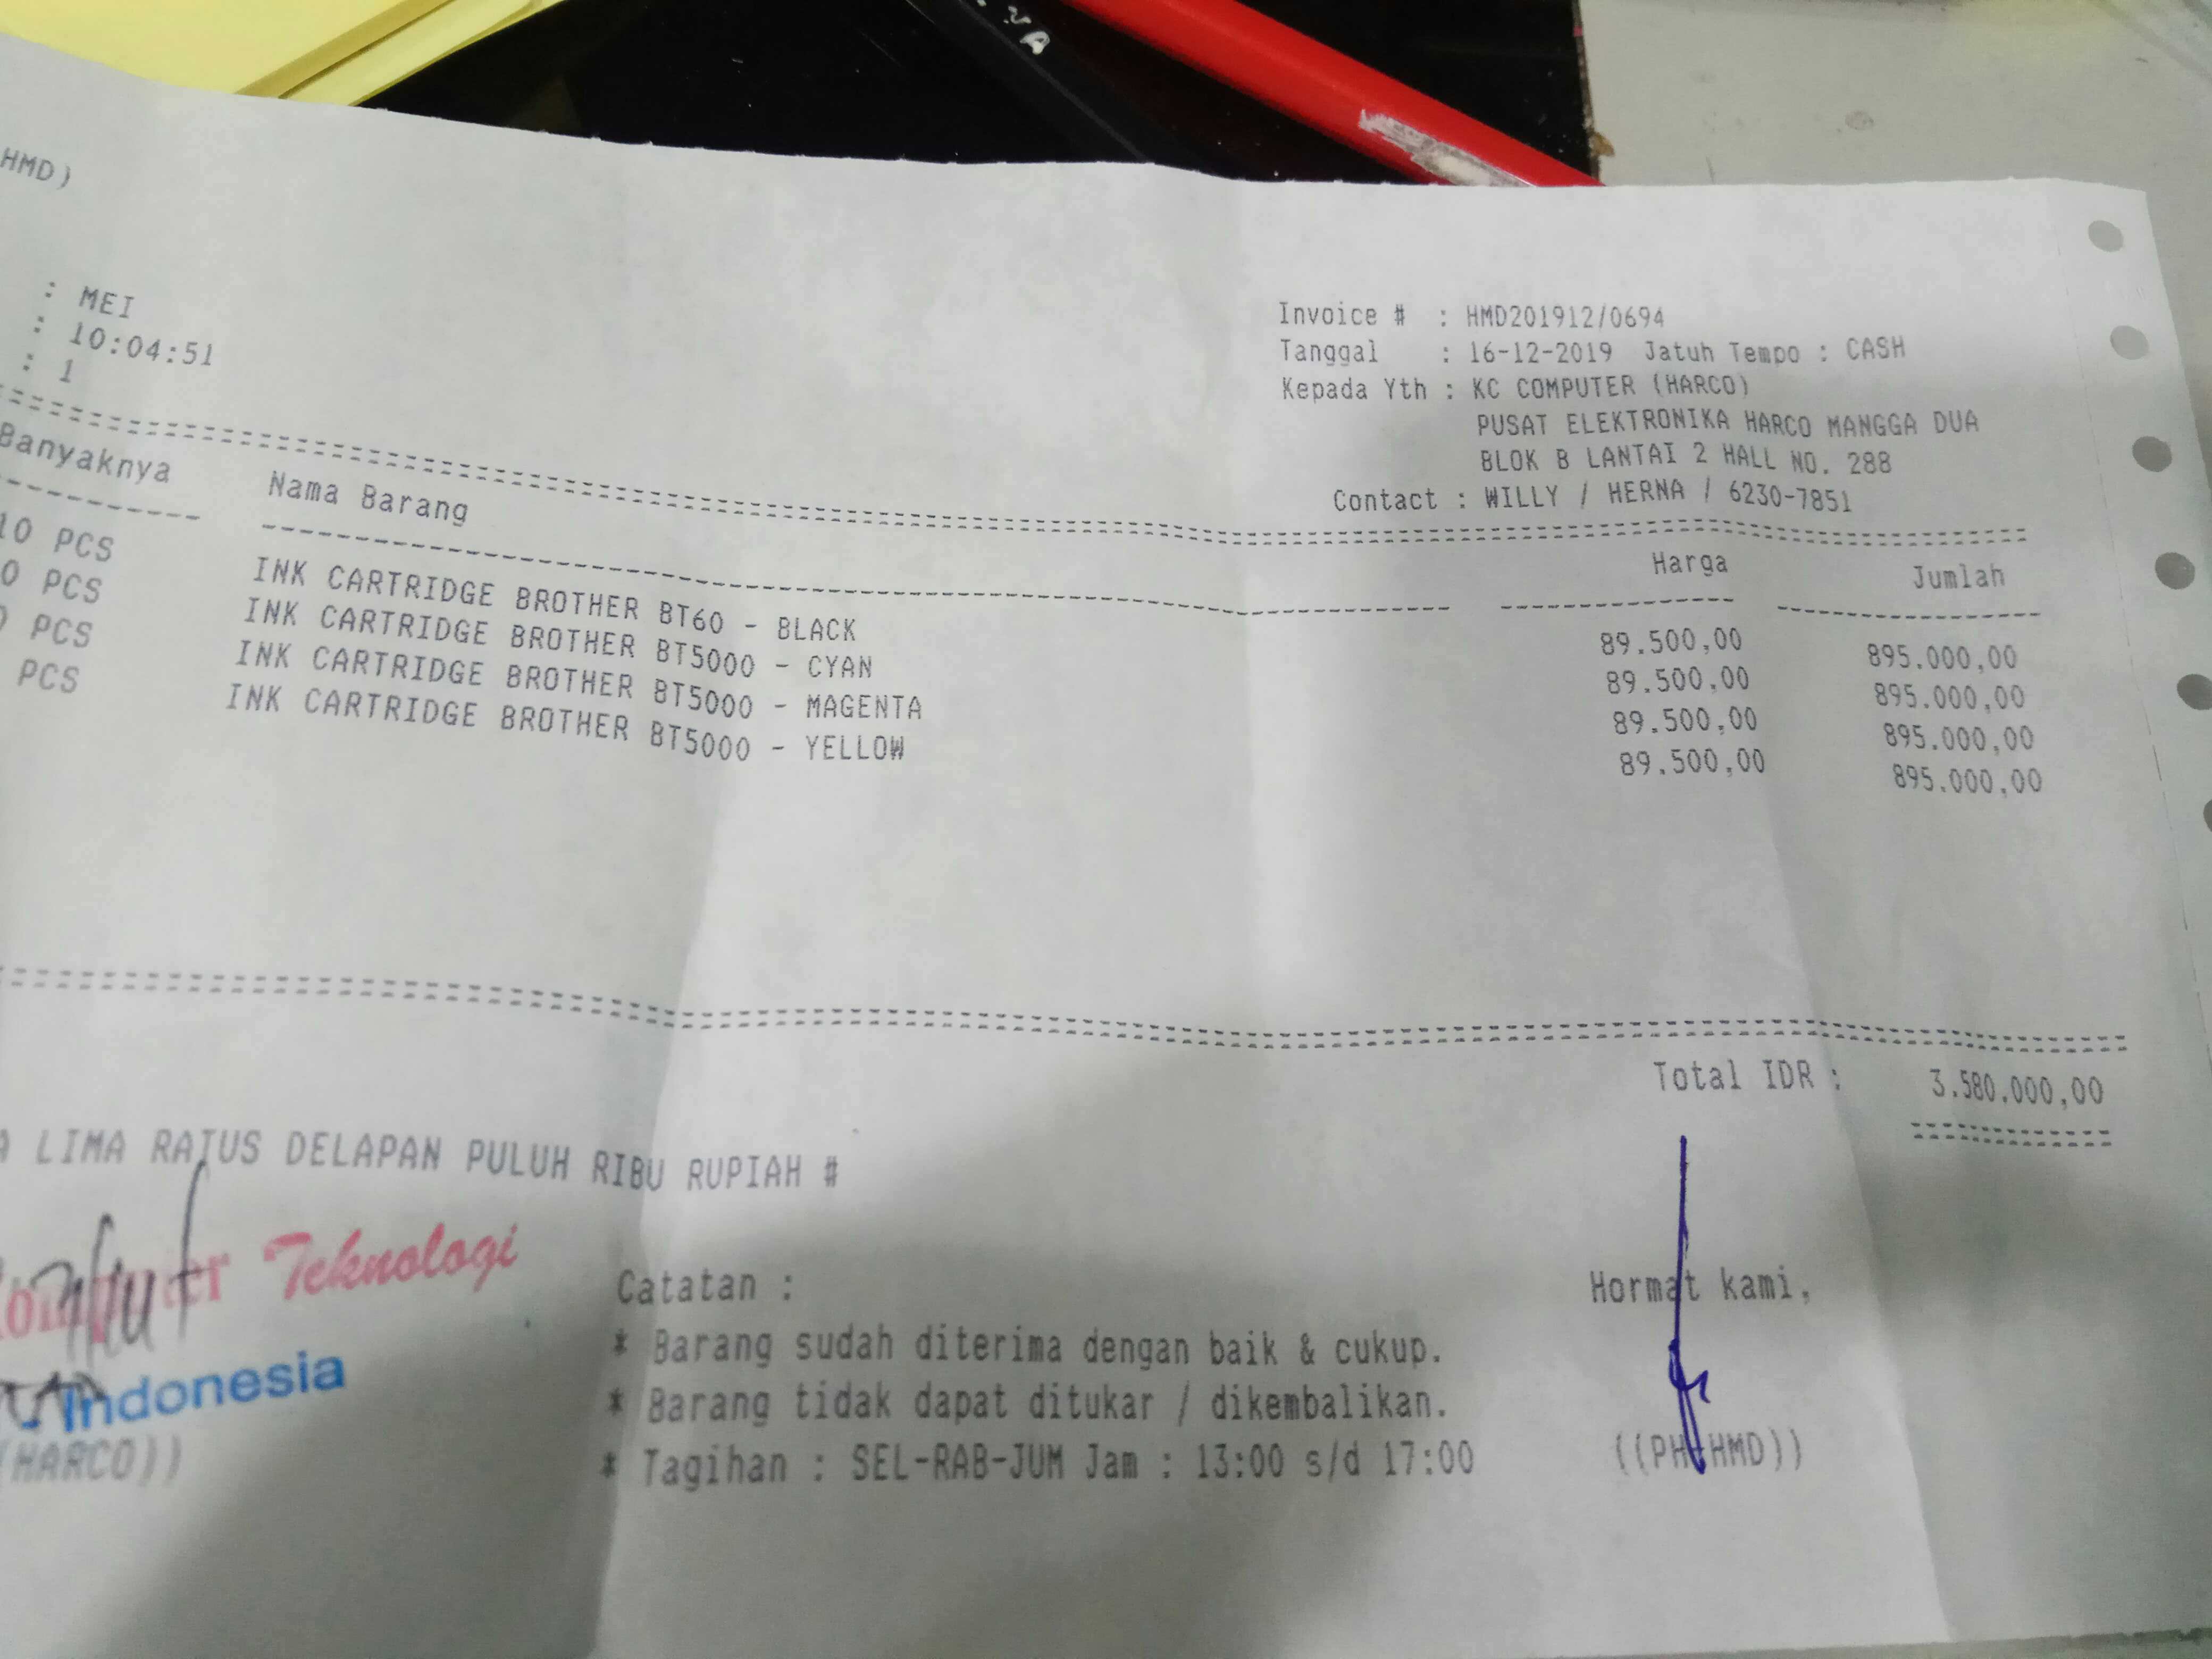 HMD)
: MEI
: 10:04:51
: 1
Invoice # : HMD201912/0694
Tanggal : 16-12-2019 Jatuh Tempo : CASH
Kepada Yth : KC COMPUTER (HARCO)
PUSAT ELEKTRONIKA HARCO MANGGA DUA
BLOK B LANTAI 2 HALL NO. 288
Contact : WILLY / HERNA / 6230-7851
Banyaknya Nama Barang Harga Jumlah
10 PCS INK CARTRIDGE BROTHER BT60 - BLACK 89.500,00 895.000,00
0 PCS INK CARTRIDGE BROTHER BT5000 - CYAN 89.500,00 895.000,00
PCS INK CARTRIDGE BROTHER BT5000 - MAGENTA 89.500,00 895.000,00
PCS INK CARTRIDGE BROTHER BT5000 - YELLOW 89.500,00 895.000,00
Total IDR : 3.580.000,00
A LIMA RATUS DELAPAN PULUH RIBU RUPIAH #
Teknologi
Indonesia
(HARCO))
Catatan :
* Barang sudah diterima dengan baik & cukup.
* Barang tidak dapat ditukar / dikembalikan.
* Tagihan : SEL-RAB-JUM Jam : 13:00 s/d 17:00
Hormat kami,
HMD))